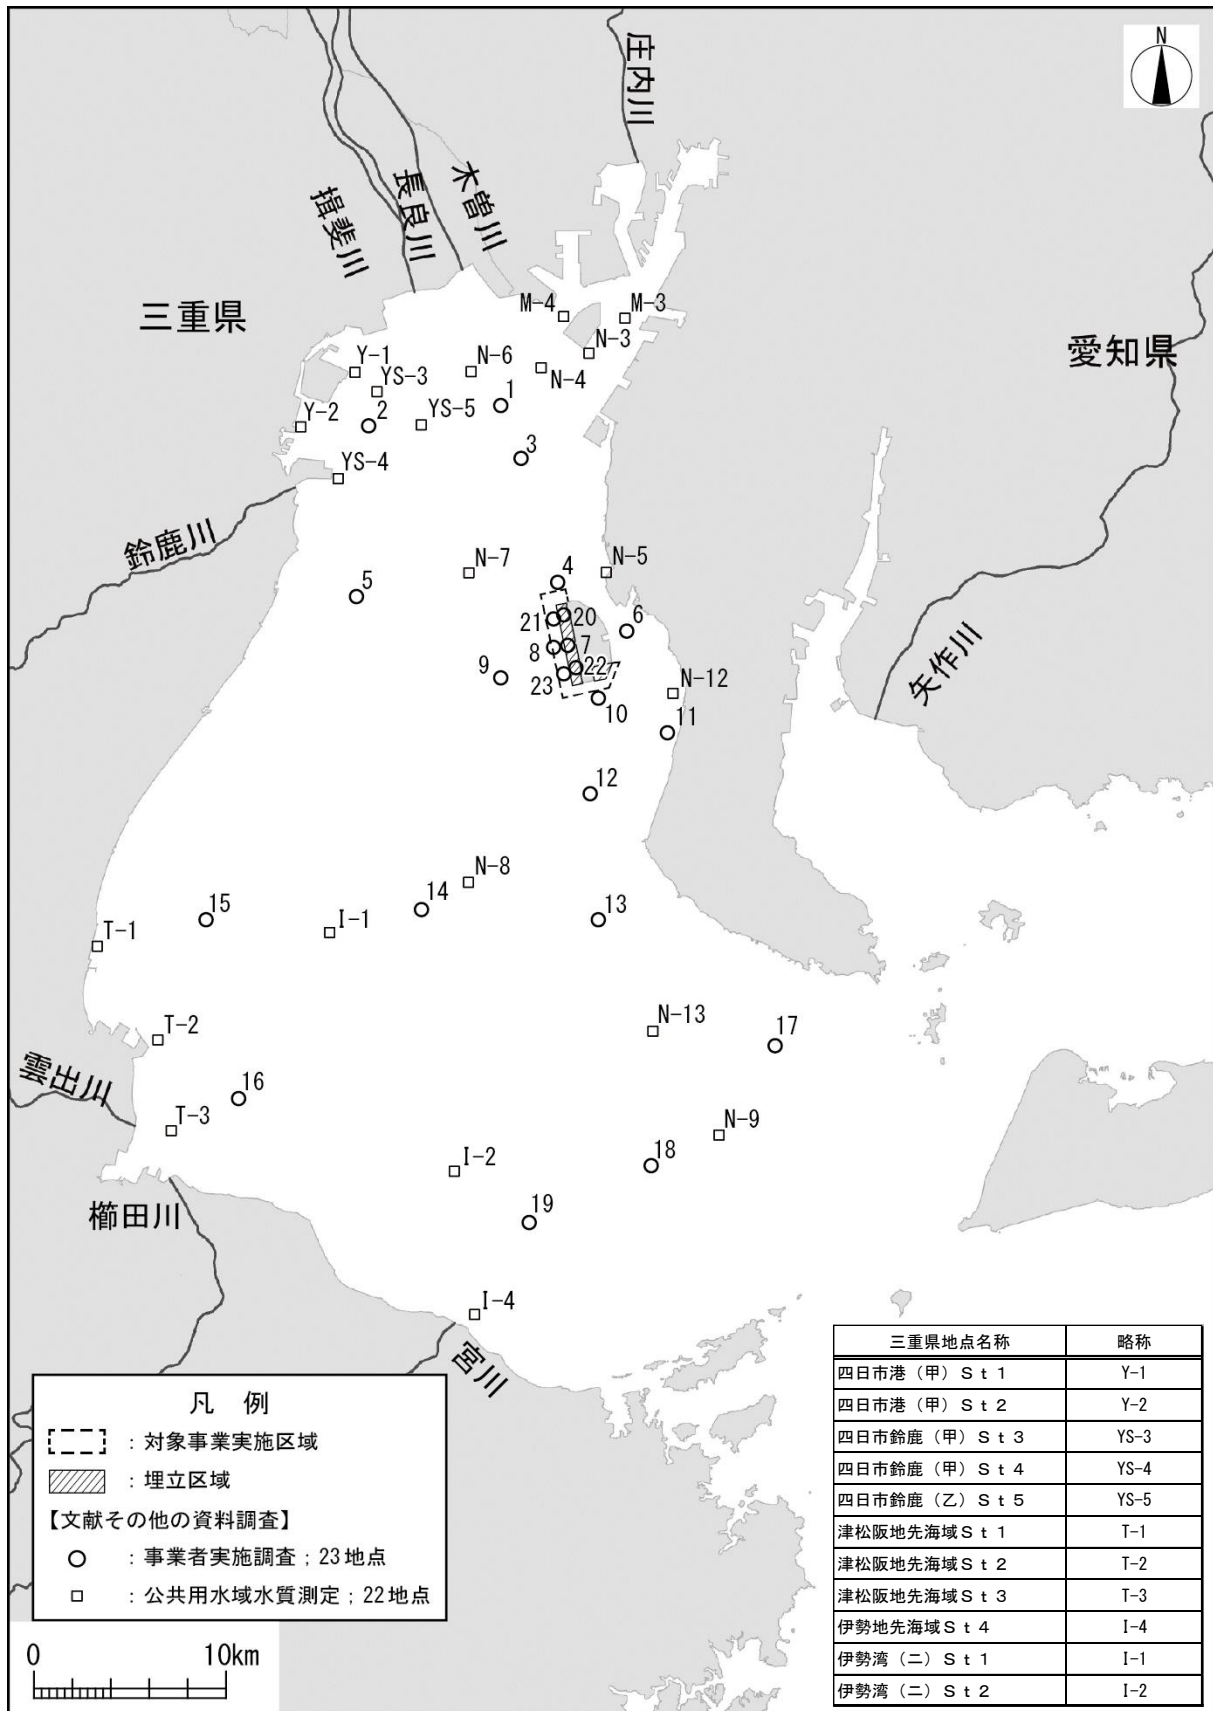 N
庄内川
木曽川
長良川
揖斐川
三重県
愛知県
M-4
M-3
N-3
Y-1
N-6
N-4
YS-3
1
Y-2
2
YS-5
3
YS-4
鈴鹿川
N-7
4
N-5
5
20
21
6
7
8
22
9
23
N-12
10
11
矢作川
12
N-8
14
15
13
I-1
T-1
N-13
17
T-2
雲出川
16
T-3
N-9
18
I-2
櫛田川
19
I-4
宮川
凡 例
：対象事業実施区域
：埋立区域
【文献その他の資料調査】
：事業者実施調査；23地点
：公共用水域水質測定；22地点
0 10km
三重県地点名称 略称
四日市港（甲）Ｓｔ1 Y-1
四日市港（甲）Ｓｔ2 Y-2
四日市鈴鹿（甲）Ｓｔ3 YS-3
四日市鈴鹿（甲）Ｓｔ4 YS-4
四日市鈴鹿（乙）Ｓｔ5 YS-5
津松阪地先海域Ｓｔ1 T-1
津松阪地先海域Ｓｔ2 T-2
津松阪地先海域Ｓｔ3 T-3
伊勢地先海域Ｓｔ4 I-4
伊勢湾（ニ）Ｓｔ1 I-1
伊勢湾（ニ）Ｓｔ2 I-2